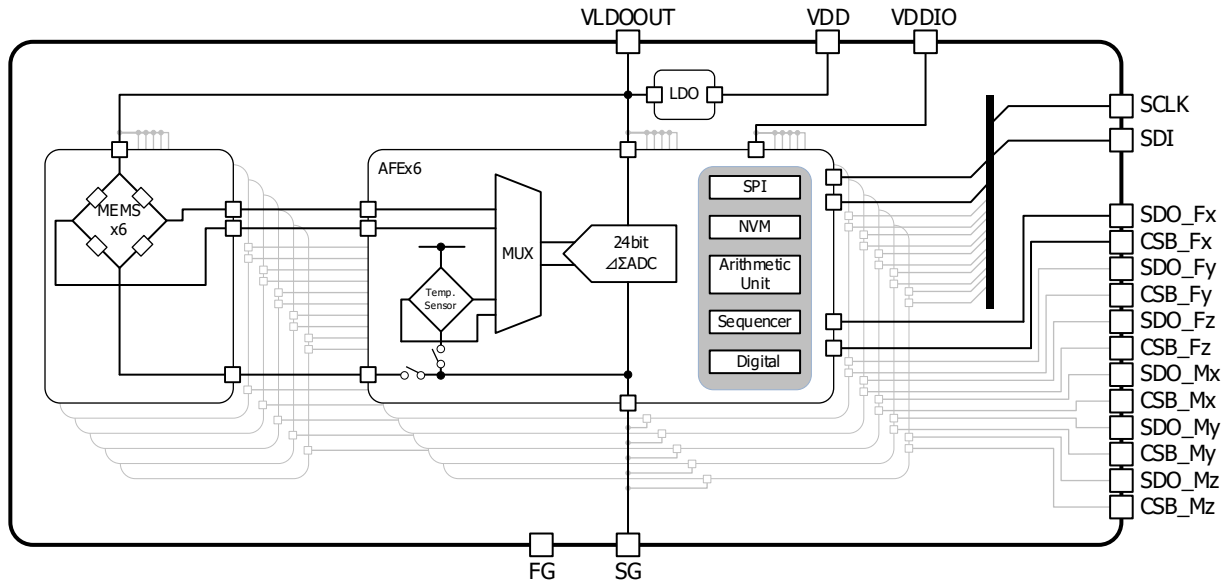 VLDOOUT
VDD
VDDIO
LDO
SCLK
SDI
AFEx6
MEMS
x6
MUX
24bit
⊿ΣADC
Temp.
Sensor
SPI
NVM
Arithmetic
Unit
Sequencer
Digital
SDO_Fx
CSB_Fx
SDO_Fy
CSB_Fy
SDO_Fz
CSB_Fz
SDO_Mx
CSB_Mx
SDO_My
CSB_My
SDO_Mz
CSB_Mz
FG
SG